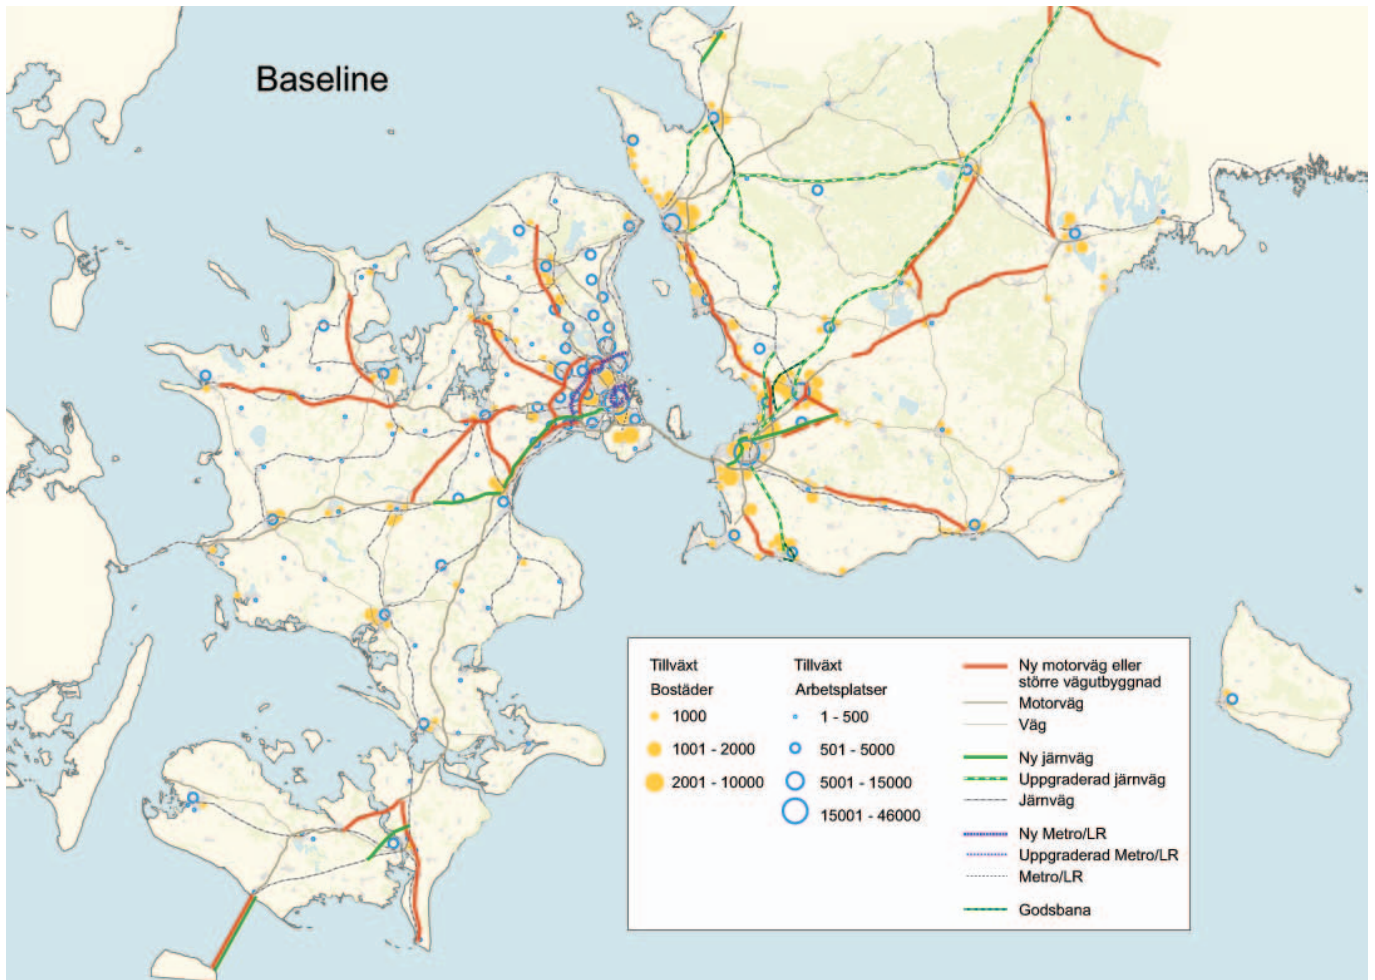 Baseline
Tillväxt
Bostäder
1000
1001 - 2000
2001 - 10000
Tillväxt
Arbetsplatser
1 - 500
501 - 5000
5001 - 15000
15001 - 46000
Ny motorväg eller
större vägutbyggnad
Motorväg
Väg
Ny järnväg
Uppgraderad järnväg
Järnväg
Ny Metro/LR
Uppgraderad Metro/LR
Metro/LR
Godsbana